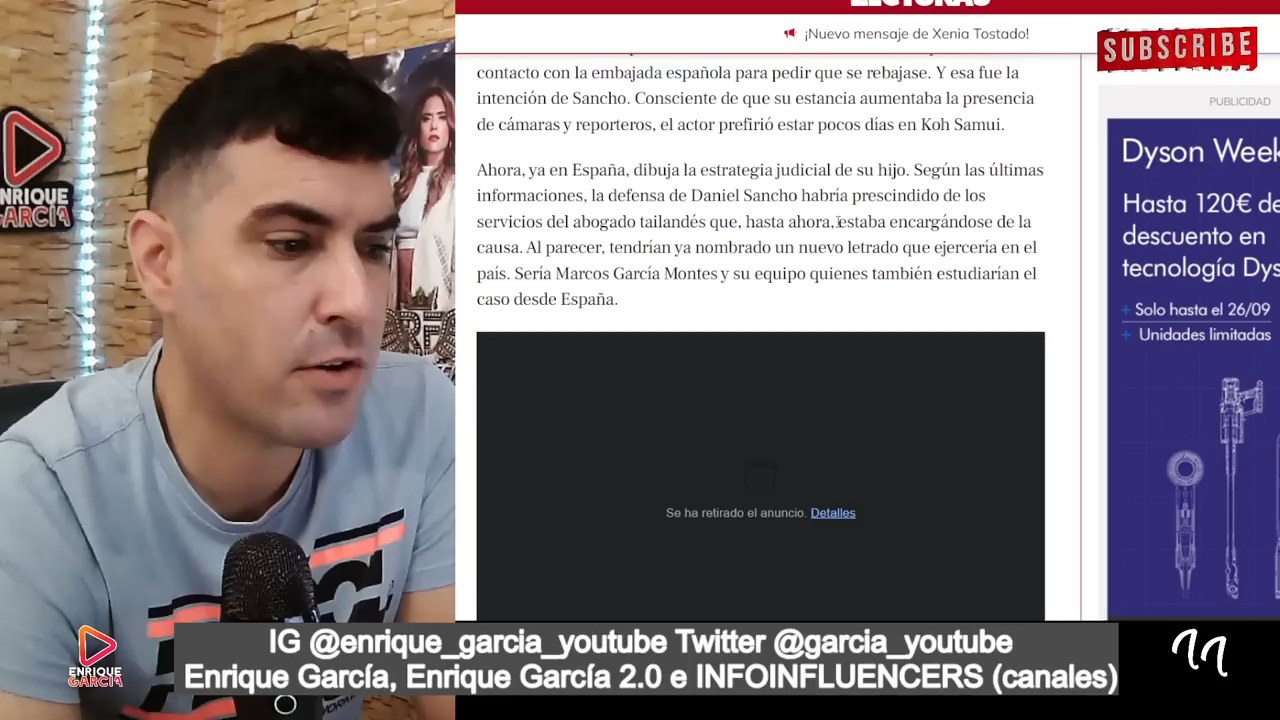 LECTURAS
¡Nuevo mensaje de Xenia Tostado!
SUBSCRIBE
contacto con la embajada española para pedir que se rebajase. Y esa fue la
intención de Sancho. Consciente de que su estancia aumentaba la presencia
de cámaras y reporteros, el actor prefirió estar pocos días en Koh Samui.
Ahora, ya en España, dibuja la estrategia judicial de su hijo. Según las últimas
informaciones, la defensa de Daniel Sancho habría prescindido de los
servicios del abogado tailandés que, hasta ahora, estaba encargándose de la
causa. Al parecer, tendrían ya nombrado un nuevo letrado que ejercería en el
país. Sería Marcos García Montes y su equipo quienes también estudiarían el
caso desde España.
Se ha retirado el anuncio. Detalles
PUBLICIDAD
Dyson Week
Hasta 120€ de
descuento en
tecnología Dys
+ Solo hasta el 26/09
+ Unidades limitadas
ENRIQUE
GARCÍA
IG @enrique_garcia_youtube Twitter @garcia_youtube
Enrique García, Enrique García 2.0 e INFOINFLUENCERS (canales)
ENRIQUE
GARCÍA